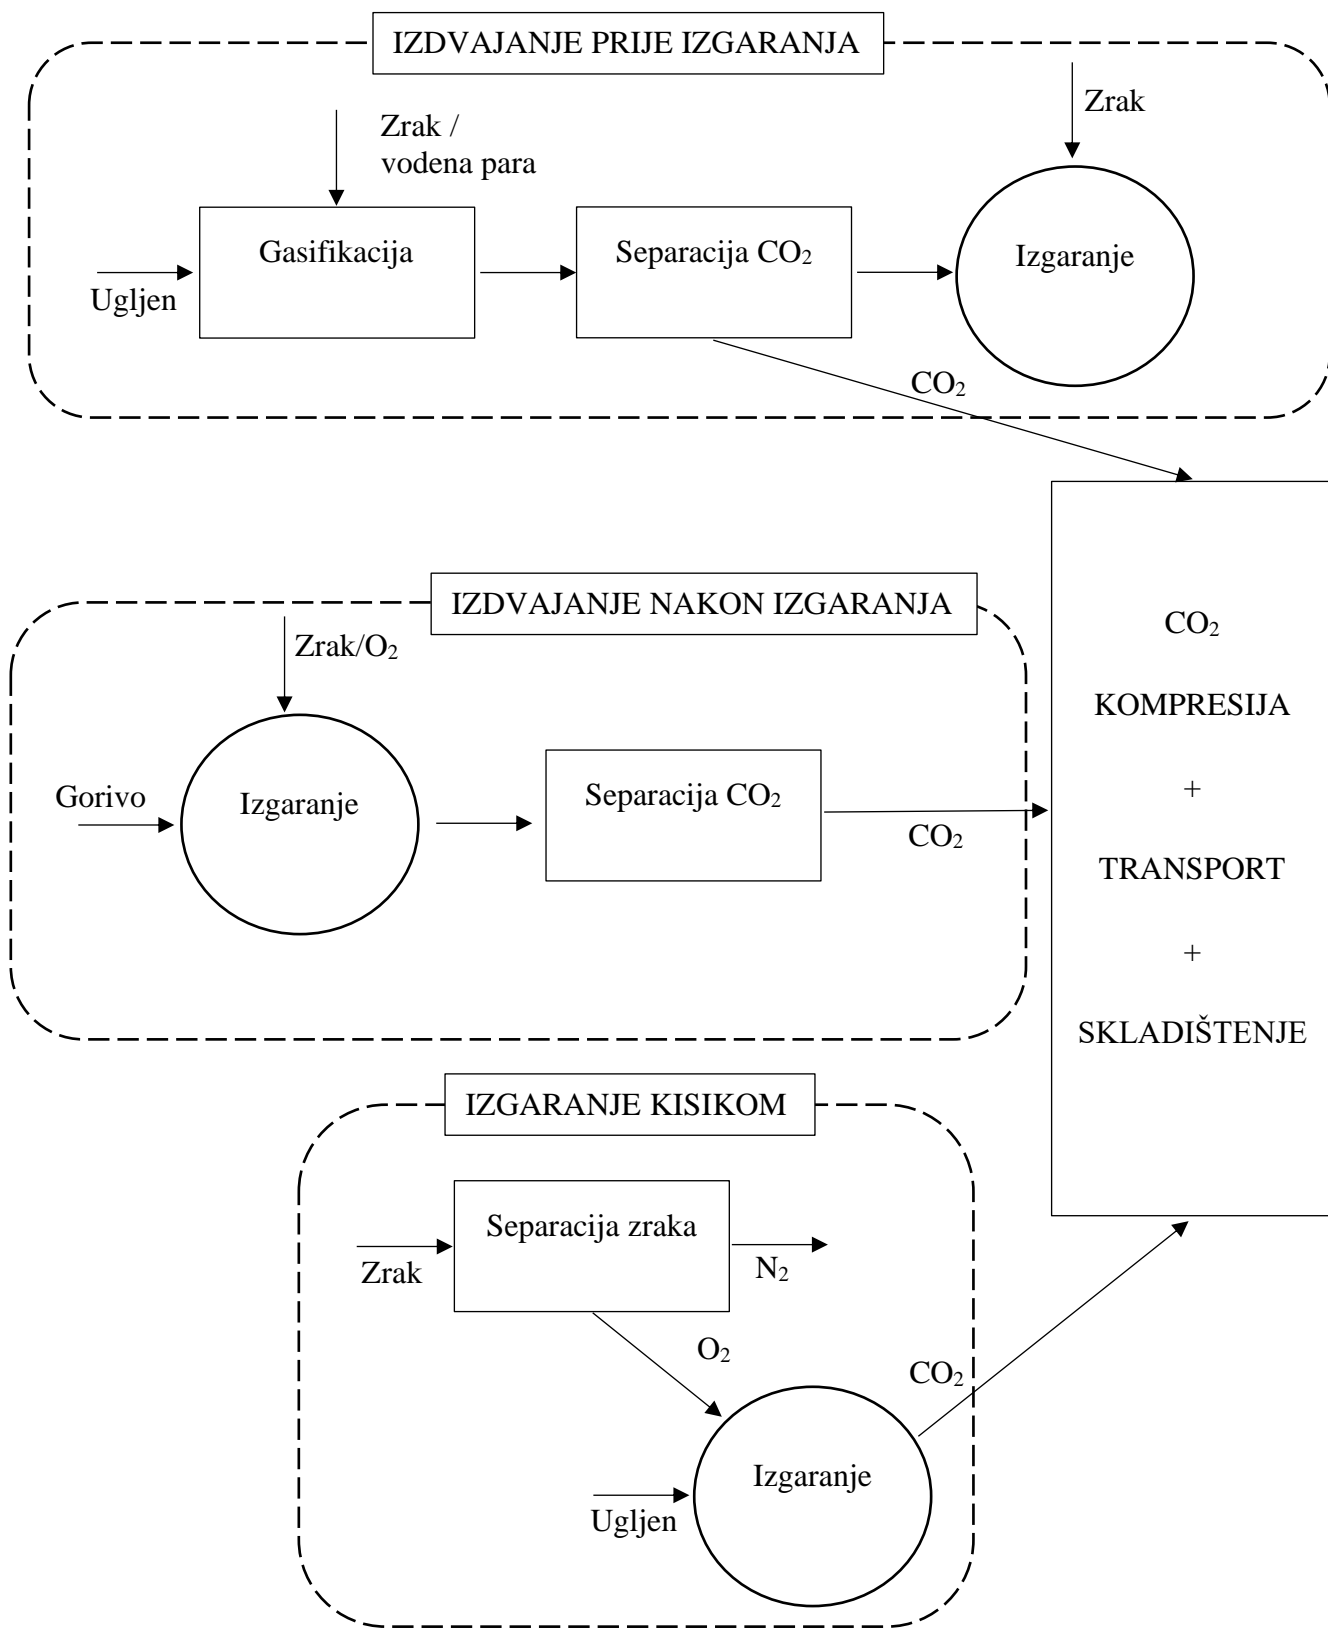 IZDVAJANJE PRIJE IZGARANJA
Zrak
Zrak /
vodena para
Gasifikacija
Separacija CO₂
Izgaranje
Ugljen
CO₂
IZDVAJANJE NAKON IZGARANJA
Zrak/O₂
Gorivo
Izgaranje
Separacija CO₂
CO₂
CO₂
KOMPRESIJA
+
TRANSPORT
+
SKLADIŠTENJE
IZGARANJE KISIKOM
Separacija zraka
Zrak
N₂
O₂
CO₂
Izgaranje
Ugljen